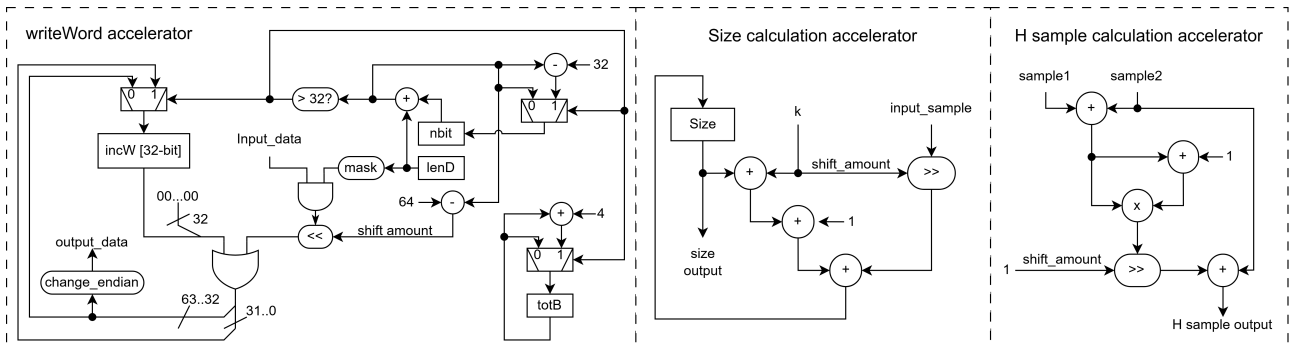 writeWord accelerator
0 1
> 32?
+
-
32
0 1
incW [32-bit]
Input_data
nbit
mask
lenD
00...00
32
64
-
<<
shift amount
+
4
output_data
change_endian
0 1
63..32
31..0
totB
Size calculation accelerator
Size
k
input_sample
+
shift_amount
>>
+
1
size
output
+
H sample calculation accelerator
sample1
sample2
+
+
1
x
1
shift_amount
>>
+
H sample output